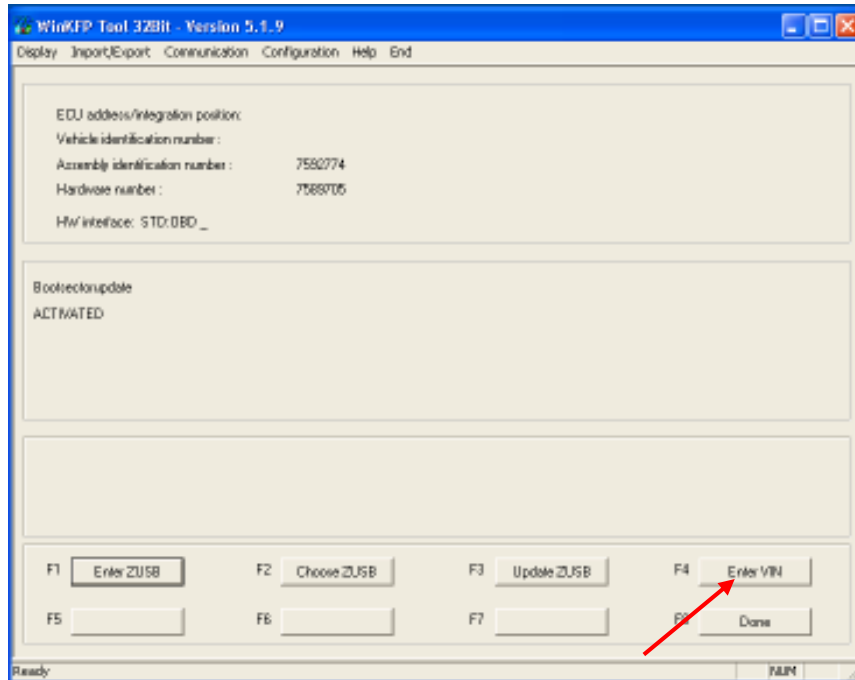 WinKFP Tool 32Bit - Version 5.1.9
Display Import/Export Communication Configuration Help End
ECU address/integration position:
Vehicle identification number :
Assembly identification number : 7592774
Hardware number : 7589705
HW interface: STD:OBD _
Bootsectorupdate
ACTIVATED
F1 Enter ZUSB F2 Choose ZUSB F3 Update ZUSB F4 Enter VIN
F5 F6 F7 F8 Done
Ready NUM